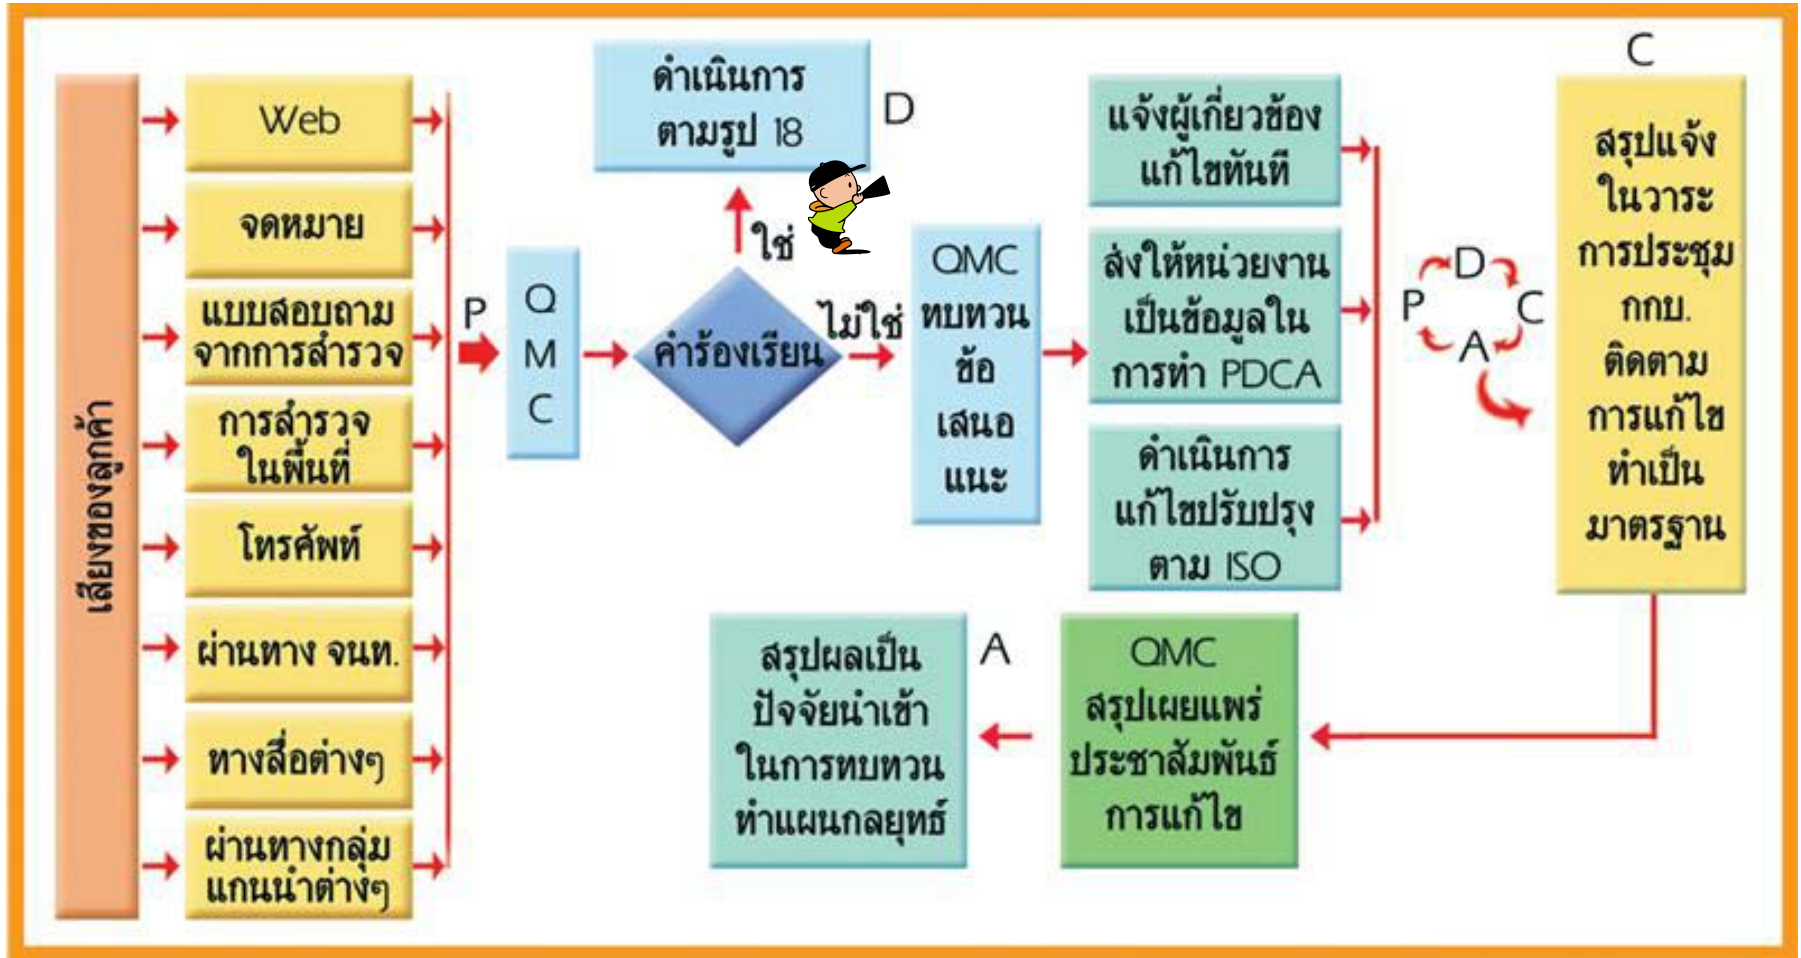 เสียงของลูกค้า
Web
จดหมาย
แบบสอบถาม
จากการสำรวจ
การสำรวจ
ในพื้นที่
โทรศัพท์
ผ่านทาง จนท.
ทางสื่อต่างๆ
ผ่านทางกลุ่ม
แกนนำต่างๆ
P
Q
M
C
คำร้องเรียน
ใช่
ดำเนินการ
ตามรูป 18
D
ไม่ใช่
QMC
ทบทวน
ข้อ
เสนอ
แนะ
แจ้งผู้เกี่ยวข้อง
แก้ไขทันที
ส่งให้หน่วยงาน
เป็นข้อมูลใน
การทำ PDCA
ดำเนินการ
แก้ไขปรับปรุง
ตาม ISO
P
D
C
A
C
สรุปแจ้ง
ในวาระ
การประชุม
กกบ.
ติดตาม
การแก้ไข
ทำเป็น
มาตรฐาน
QMC
สรุปเผยแพร่
ประชาสัมพันธ์
การแก้ไข
A
สรุปผลเป็น
ปัจจัยนำเข้า
ในการทบทวน
ทำแผนกลยุทธ์